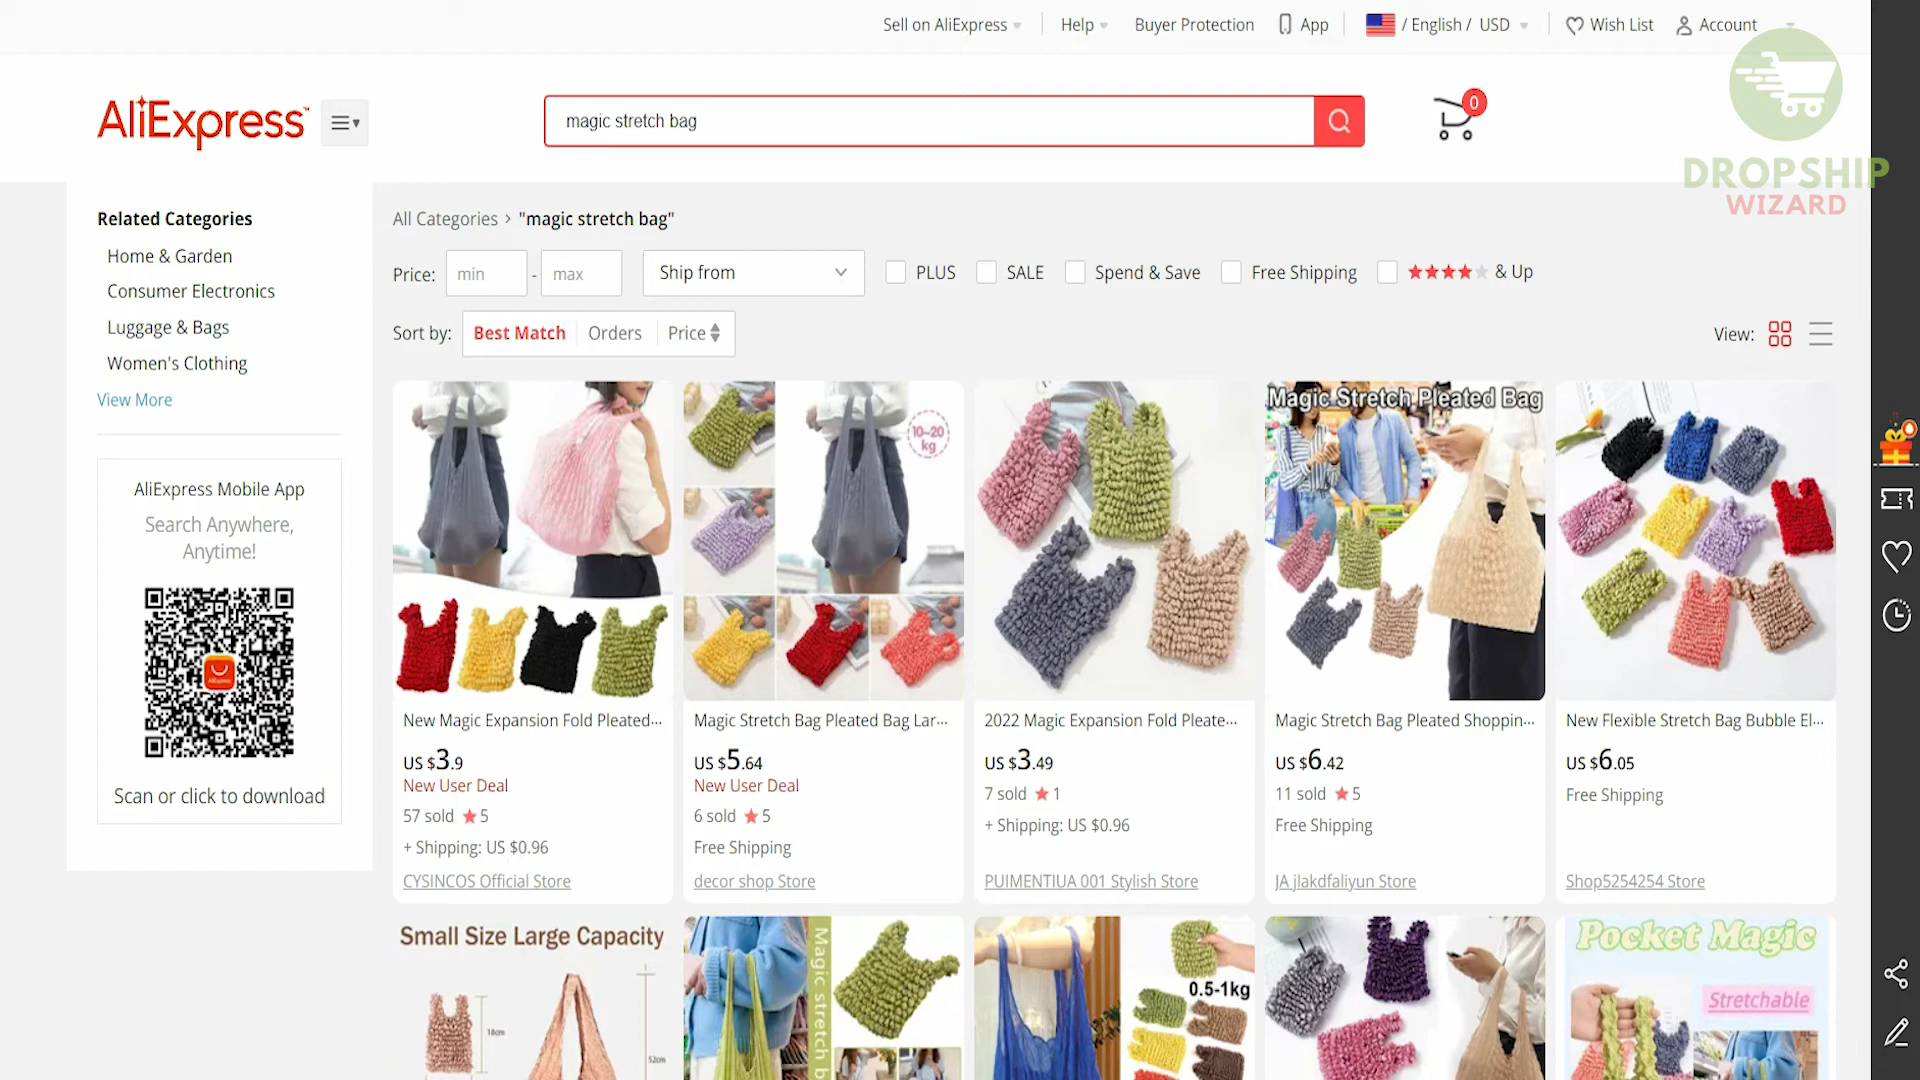 Sell on AliExpress
Help
Buyer Protection
App
/ English / USD
Wish List
Account
AliExpress™
magic stretch bag
0
DROPSHIP
WIZARD
Related Categories
Home & Garden
Consumer Electronics
Luggage & Bags
Women's Clothing
View More
AliExpress Mobile App
Search Anywhere,
Anytime!
Scan or click to download
All Categories > "magic stretch bag"
Price: min - max
Ship from
PLUS
SALE
Spend & Save
Free Shipping
& Up
Sort by: Best Match Orders Price
View:
10~20
kg
Magic Stretch Pleated Bag
New Magic Expansion Fold Pleated...
US $3.9
New User Deal
57 sold ★ 5
+ Shipping: US $0.96
CYSINCOS Official Store
Magic Stretch Bag Pleated Bag Lar...
US $5.64
New User Deal
6 sold ★ 5
Free Shipping
decor shop Store
2022 Magic Expansion Fold Pleate...
US $3.49
7 sold ★ 1
+ Shipping: US $0.96
PUIMENTIUA 001 Stylish Store
Magic Stretch Bag Pleated Shoppin...
US $6.42
11 sold ★ 5
Free Shipping
JA jlakdfaliyun Store
New Flexible Stretch Bag Bubble El...
US $6.05
Free Shipping
Shop5254254 Store
Small Size Large Capacity
18cm
52cm
Magic stretch b
0.5-1kg
Pocket Magic
Stretchable